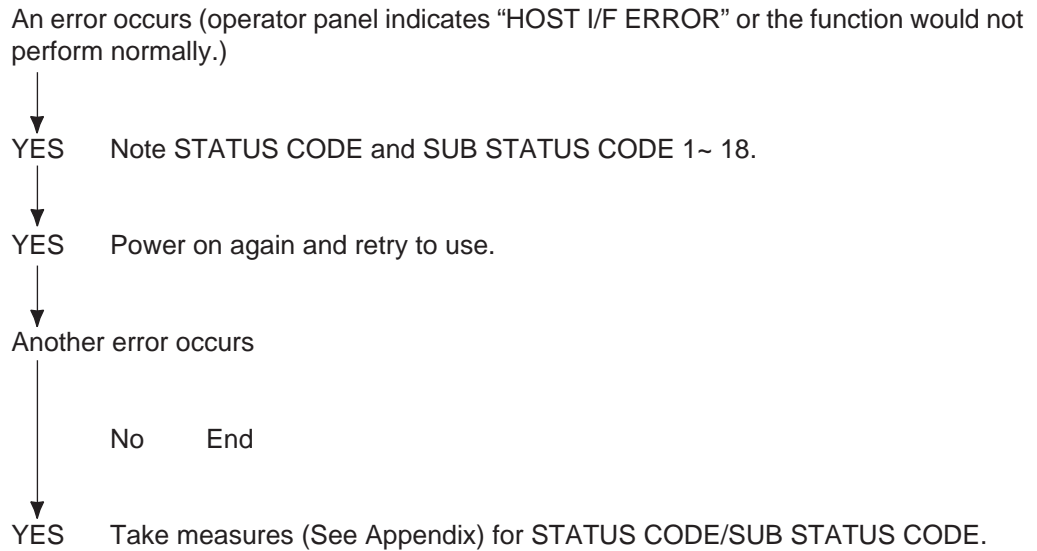 An error occurs (operator panel indicates “HOST I/F ERROR” or the function would not
perform normally.)
YES Note STATUS CODE and SUB STATUS CODE 1~ 18.
YES Power on again and retry to use.
Another error occurs
No End
YES Take measures (See Appendix) for STATUS CODE/SUB STATUS CODE.